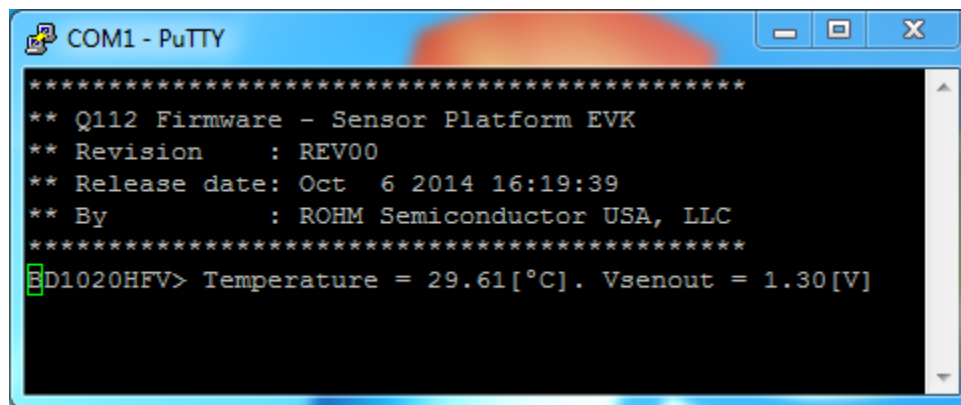 COM1 - PuTTY
*********************************************
** Q112 Firmware – Sensor Platform EVK
** Revision    : REV00
** Release date: Oct  6 2014 16:19:39
** By          : ROHM Semiconductor USA, LLC
*********************************************
BD1020HFV> Temperature = 29.61[°C]. Vsenout = 1.30[V]